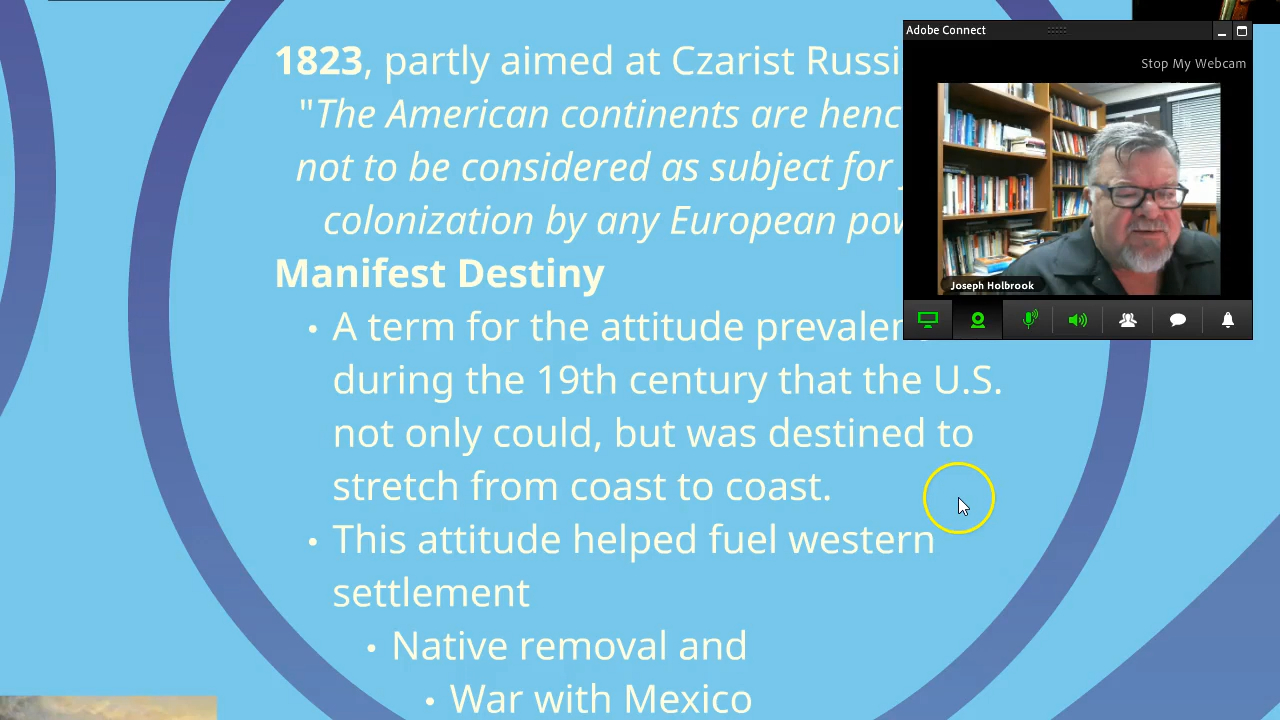 1823, partly aimed at Czarist Russi
"The American continents are henc
not to be considered as subject for
colonization by any European pow
Manifest Destiny
• A term for the attitude prevalen
during the 19th century that the U.S.
not only could, but was destined to
stretch from coast to coast.
• This attitude helped fuel western
settlement
• Native removal and
• War with Mexico
Adobe Connect
Stop My Webcam
Joseph Holbrook